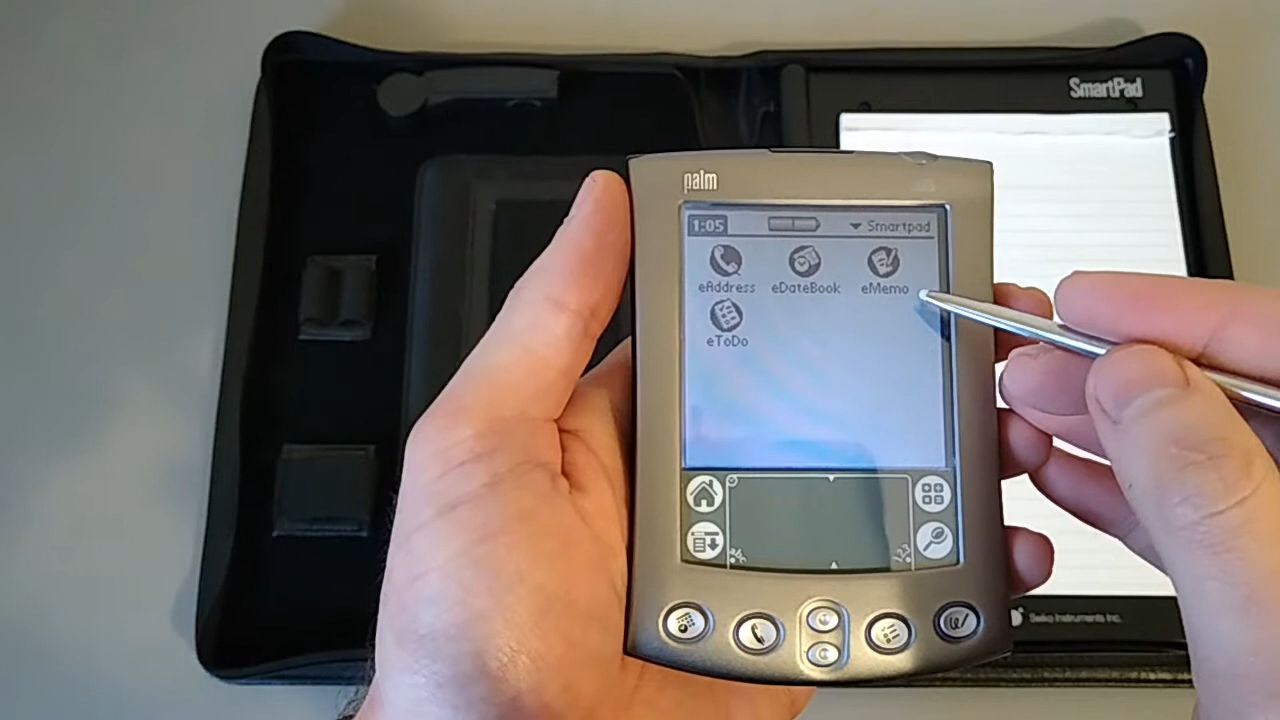 SmartPad
palm
1:05 Smartpad
eAddress eDateBook eMemo
eToDo
Seiko Instruments Inc.